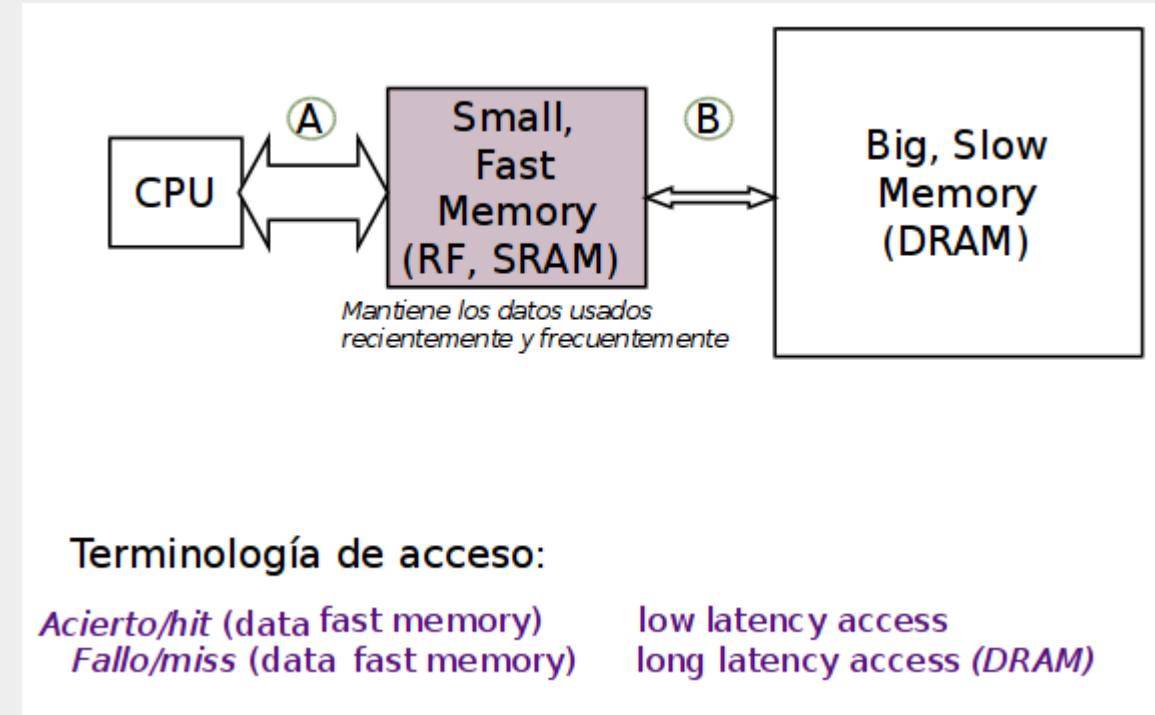 A
B
CPU
Small,
Fast
Memory
(RF, SRAM)
Big, Slow
Memory
(DRAM)
Mantiene los datos usados
recientemente y frecuentemente
Terminología de acceso:
Acierto/hit (data fast memory) low latency access
Fallo/miss (data fast memory) long latency access (DRAM)